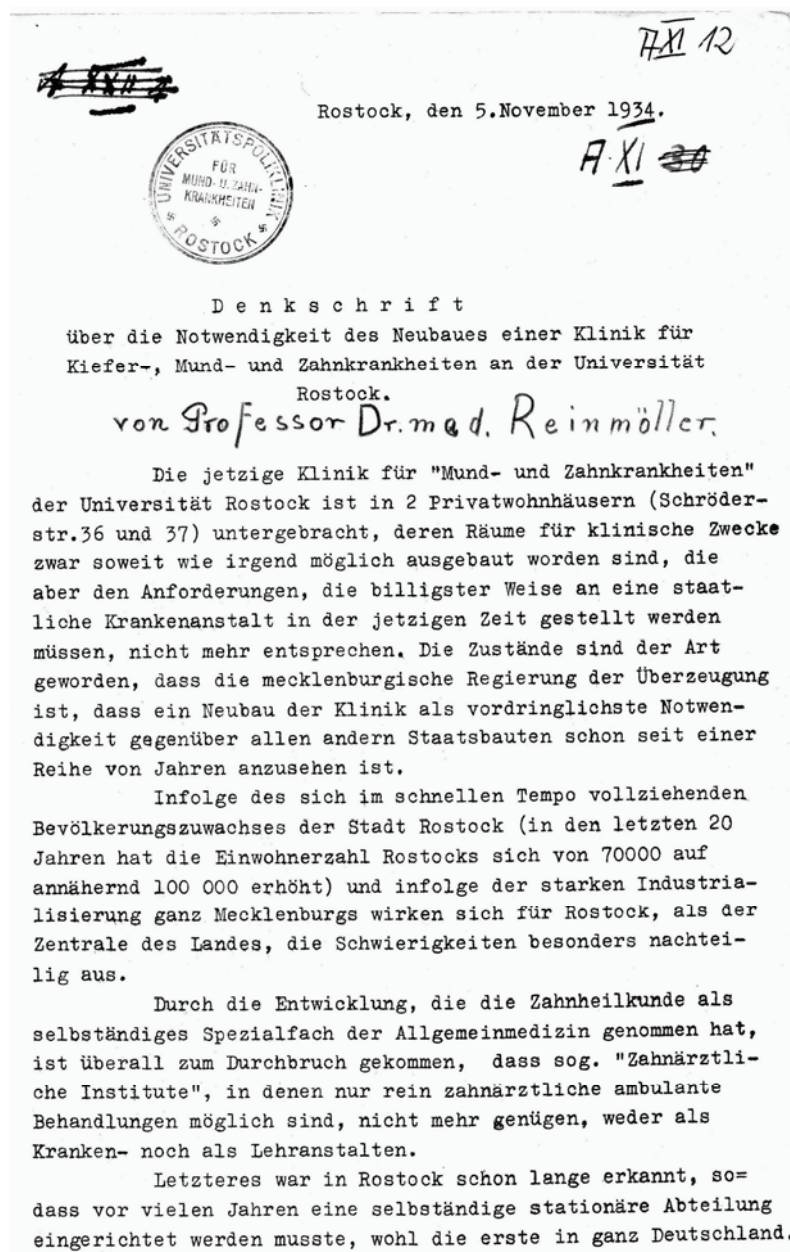 A XI 12
Rostock, den 5.November 1934.
A·XI 30
UNIVERSITÄTSPOLIKLINIK
FÜR
MUND- U. ZAHN-
KRANKHEITEN
ROSTOCK
D e n k s c h r i f t
über die Notwendigkeit des Neubaues einer Klinik für
Kiefer-, Mund- und Zahnkrankheiten an der Universität
Rostock.
von Professor Dr. med. Reinmöller.
Die jetzige Klinik für "Mund- und Zahnkrankheiten"
der Universität Rostock ist in 2 Privatwohnhäusern (Schröder-
str.36 und 37) untergebracht, deren Räume für klinische Zwecke
zwar soweit wie irgend möglich ausgebaut worden sind, die
aber den Anforderungen, die billigster Weise an eine staat-
liche Krankenanstalt in der jetzigen Zeit gestellt werden
müssen, nicht mehr entsprechen. Die Zustände sind der Art
geworden, dass die mecklenburgische Regierung der Überzeugung
ist, dass ein Neubau der Klinik als vordringlichste Notwen-
digkeit gegenüber allen andern Staatsbauten schon seit einer
Reihe von Jahren anzusehen ist.
Infolge des sich im schnellen Tempo vollziehenden
Bevölkerungszuwachses der Stadt Rostock (in den letzten 20
Jahren hat die Einwohnerzahl Rostocks sich von 70000 auf
annähernd 100 000 erhöht) und infolge der starken Industria-
lisierung ganz Mecklenburgs wirken sich für Rostock, als der
Zentrale des Landes, die Schwierigkeiten besonders nachtei-
lig aus.
Durch die Entwicklung, die die Zahnheilkunde als
selbständiges Spezialfach der Allgemeinmedizin genommen hat,
ist überall zum Durchbruch gekommen, dass sog. "Zahnärztli-
che Institute", in denen nur rein zahnärztliche ambulante
Behandlungen möglich sind, nicht mehr genügen, weder als
Kranken- noch als Lehranstalten.
Letzteres war in Rostock schon lange erkannt, so=
dass vor vielen Jahren eine selbständige stationäre Abteilung
eingerichtet werden musste, wohl die erste in ganz Deutschland.